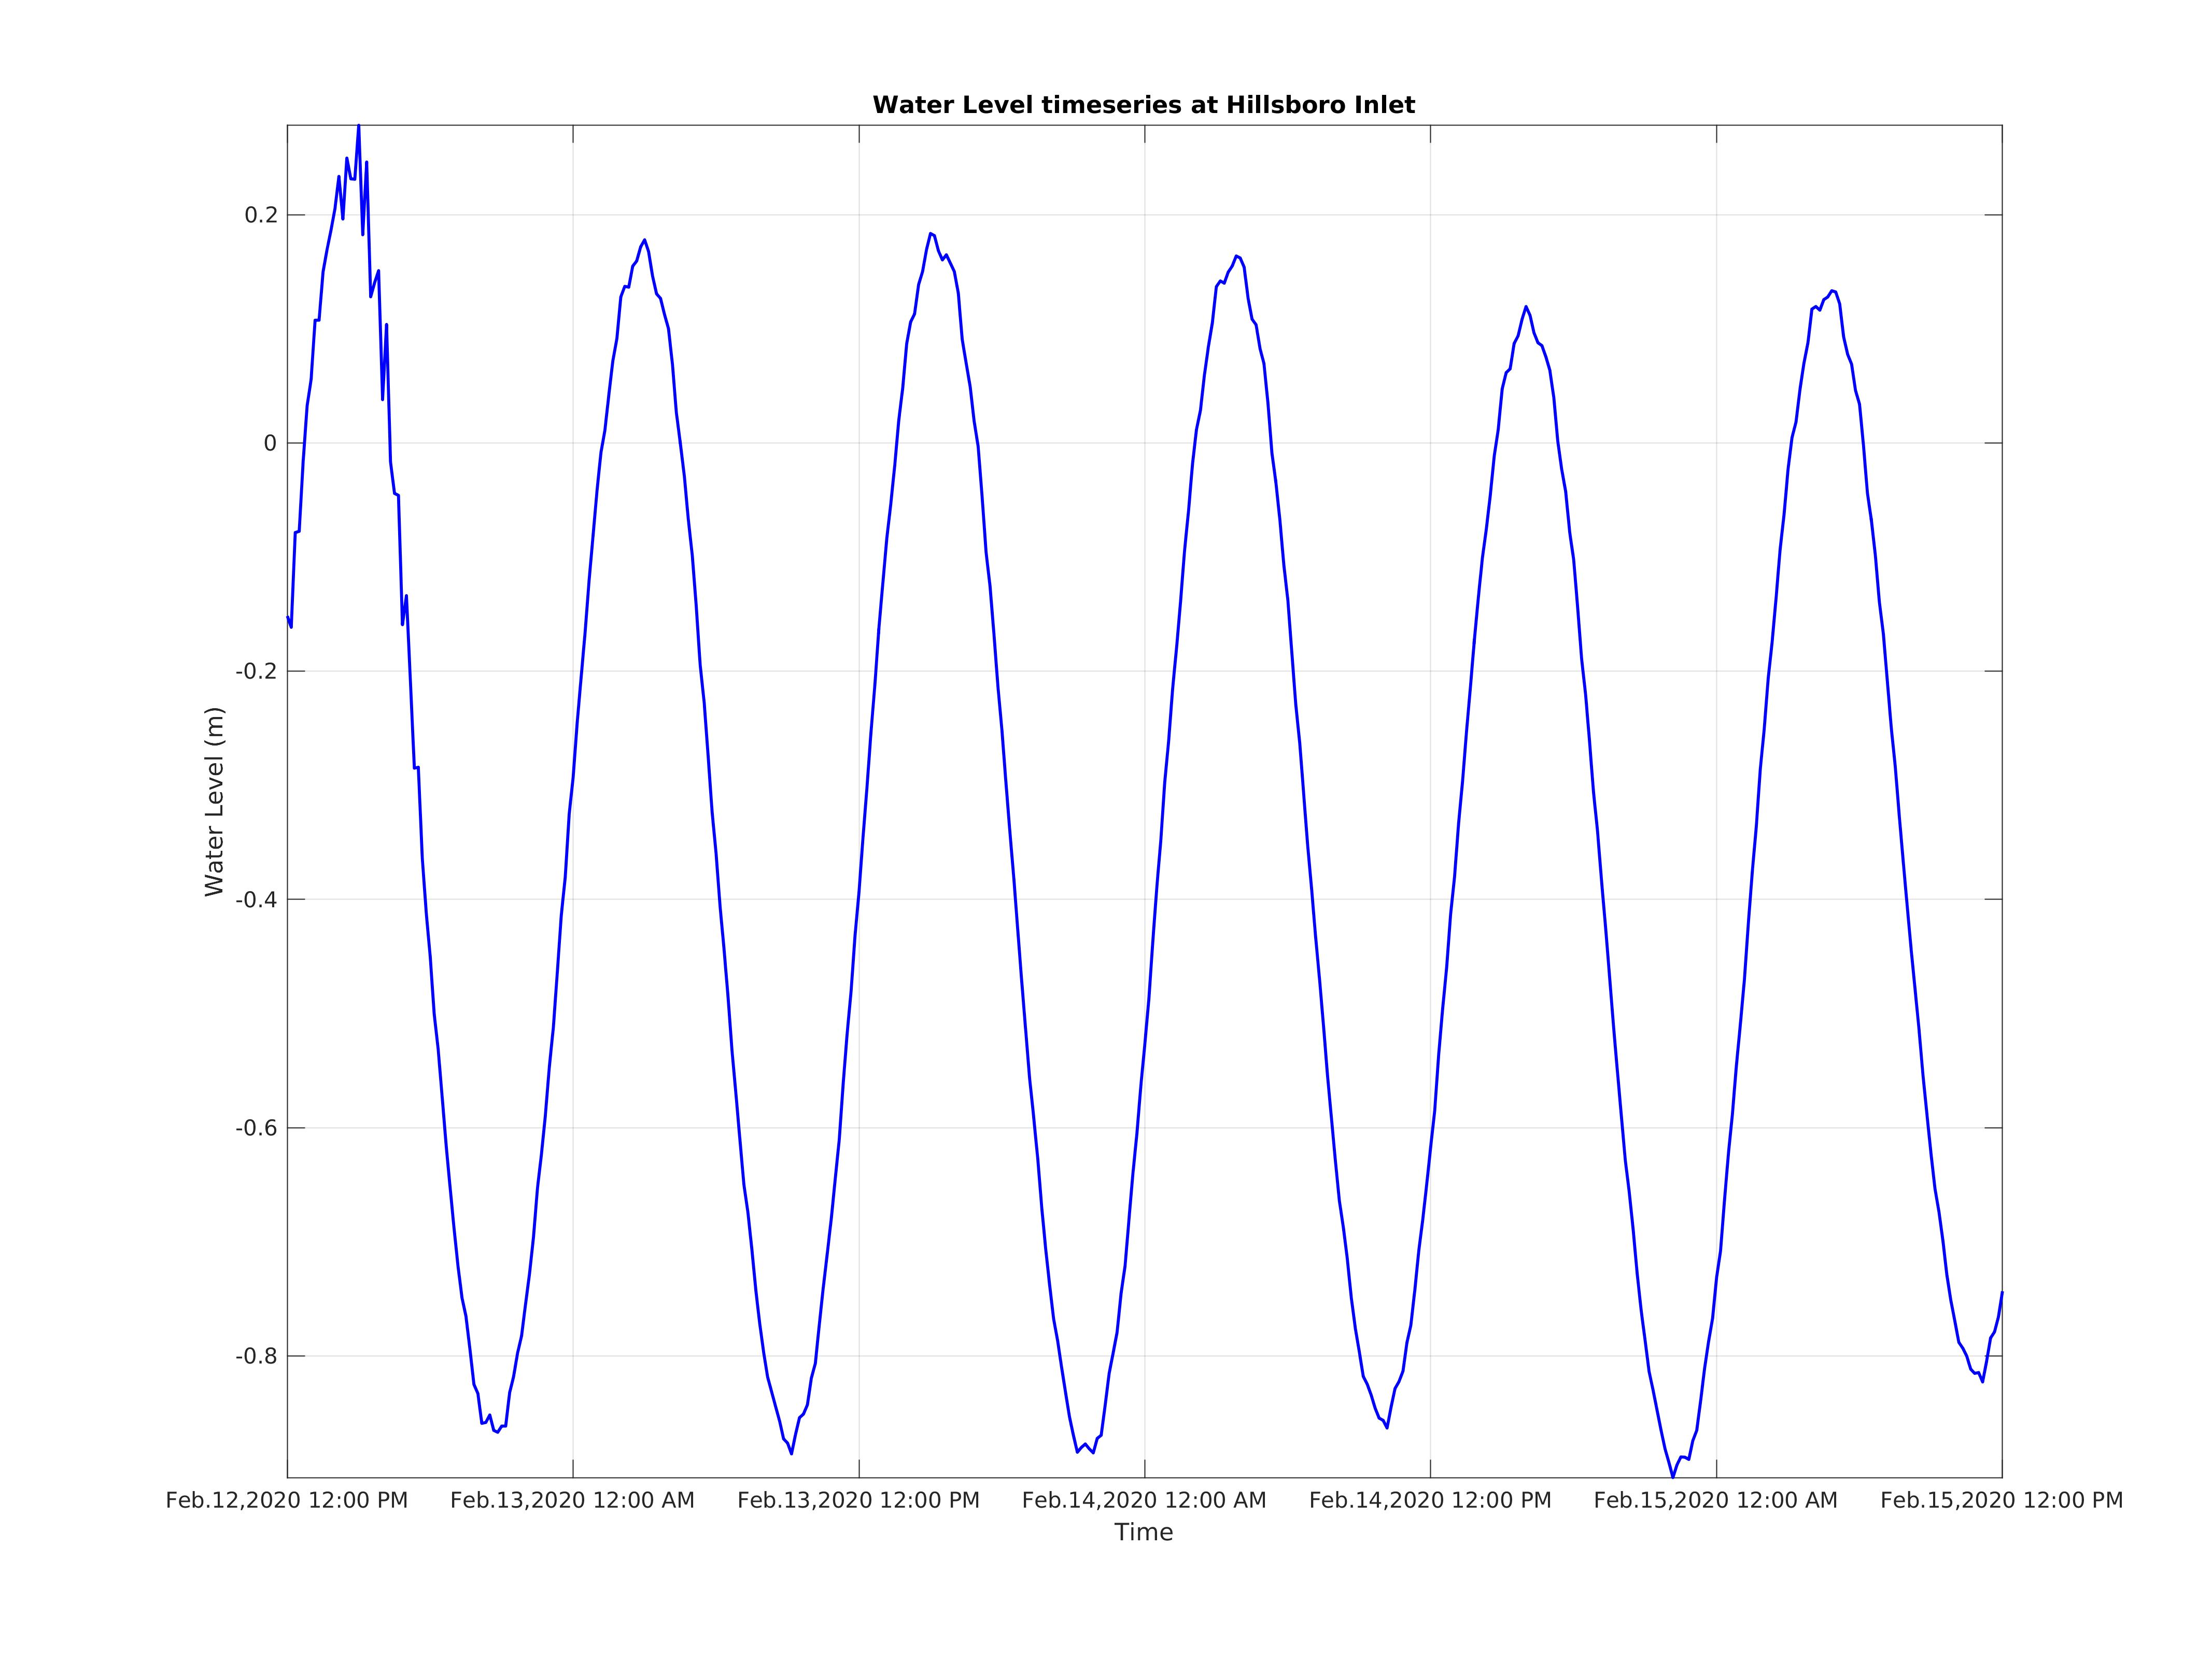 Water Level timeseries at Hillsboro Inlet
0.2
0
-0.2
-0.4
-0.6
-0.8
Water Level (m)
Feb.12,2020 12:00 PM
Feb.13,2020 12:00 AM
Feb.13,2020 12:00 PM
Feb.14,2020 12:00 AM
Feb.14,2020 12:00 PM
Feb.15,2020 12:00 AM
Feb.15,2020 12:00 PM
Time